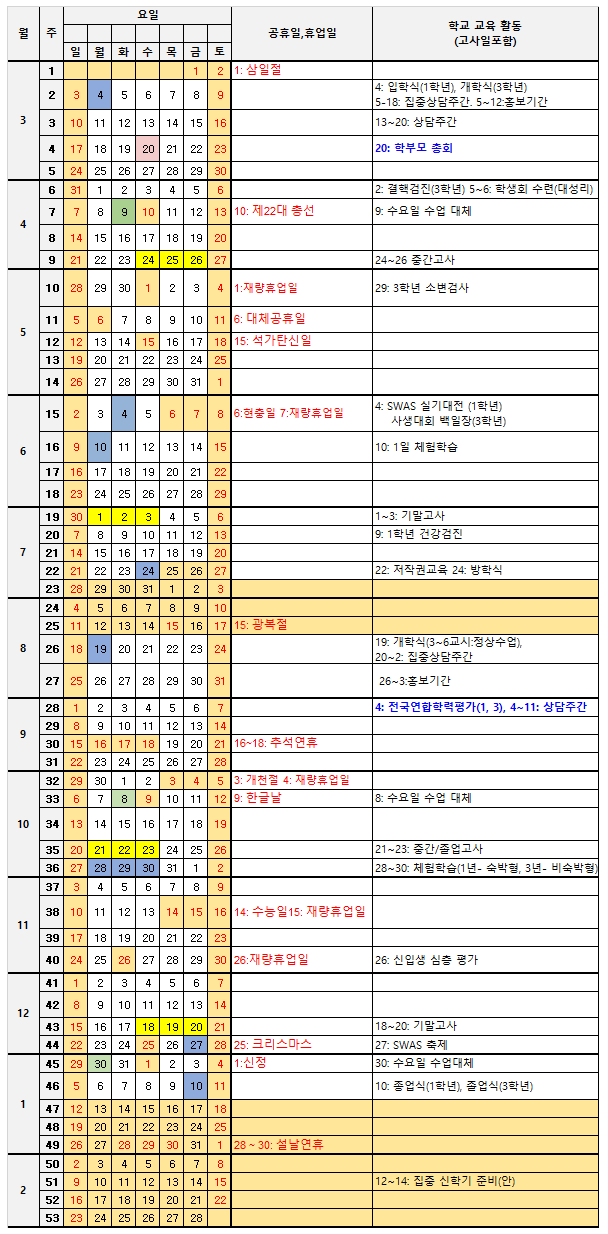 월 주 요일 공휴일,휴업일 학교 교육 활동
(고사일포함)
일 월 화 수 목 금 토
3
1 1 2 1: 삼일절
2 3 4 5 6 7 8 9 4: 입학식(1학년), 개학식(3학년)
5-18: 집중상담주간. 5~12:홍보기간
3 10 11 12 13 14 15 16 13~20: 상담주간
4 17 18 19 20 21 22 23 20: 학부모 총회
5 24 25 26 27 28 29 30
4
6 31 1 2 3 4 5 6 2: 결핵검진(3학년) 5~6: 학생회 수련(대성리)
7 7 8 9 10 11 12 13 10: 제22대 총선 9: 수요일 수업 대체
8 14 15 16 17 18 19 20
9 21 22 23 24 25 26 27 24~26 중간고사
5
10 28 29 30 1 2 3 4 1:재량휴업일 29: 3학년 소변검사
11 5 6 7 8 9 10 11 6: 대체공휴일
12 12 13 14 15 16 17 18 15: 석가탄신일
13 19 20 21 22 23 24 25
14 26 27 28 29 30 31 1
6
15 2 3 4 5 6 7 8 6:현충일 7:재량휴업일 4: SWAS 실기대전 (1학년)
사생대회 백일장(3학년)
16 9 10 11 12 13 14 15 10: 1일 체험학습
17 16 17 18 19 20 21 22
18 23 24 25 26 27 28 29
7
19 30 1 2 3 4 5 6 1~3: 기말고사
20 7 8 9 10 11 12 13 9: 1학년 건강검진
21 14 15 16 17 18 19 20
22 21 22 23 24 25 26 27 22: 저작권교육 24: 방학식
23 28 29 30 31 1 2 3
8
24 4 5 6 7 8 9 10
25 11 12 13 14 15 16 17 15: 광복절
26 18 19 20 21 22 23 24 19: 개학식(3~6교시:정상수업),
20~2: 집중상담주간
27 25 26 27 28 29 30 31 26~3:홍보기간
9
28 1 2 3 4 5 6 7 4: 전국연합학력평가(1, 3), 4~11: 상담주간
29 8 9 10 11 12 13 14
30 15 16 17 18 19 20 21 16~18: 추석연휴
31 22 23 24 25 26 27 28
10
32 29 30 1 2 3 4 5 3: 개천절 4: 재량휴업일
33 6 7 8 9 10 11 12 9: 한글날 8: 수요일 수업 대체
34 13 14 15 16 17 18 19
35 20 21 22 23 24 25 26 21~23: 중간/졸업고사
36 27 28 29 30 31 1 2 28~30: 체험학습(1년- 숙박형, 3년- 비숙박형)
11
37 3 4 5 6 7 8 9
38 10 11 12 13 14 15 16 14: 수능일15: 재량휴업일
39 17 18 19 20 21 22 23
40 24 25 26 27 28 29 30 26:재량휴업일 26: 신입생 심층 평가
12
41 1 2 3 4 5 6 7
42 8 9 10 11 12 13 14
43 15 16 17 18 19 20 21 18~20: 기말고사
44 22 23 24 25 26 27 28 25: 크리스마스 27: SWAS 축제
1
45 29 30 31 1 2 3 4 1:신정 30: 수요일 수업대체
46 5 6 7 8 9 10 11 10: 종업식(1학년), 졸업식(3학년)
47 12 13 14 15 16 17 18
48 19 20 21 22 23 24 25
49 26 27 28 29 30 31 1 28 ~ 30: 설날연휴
2
50 2 3 4 5 6 7 8
51 9 10 11 12 13 14 15 12~14: 집중 신학기 준비(안)
52 16 17 18 19 20 21 22
53 23 24 25 26 27 28